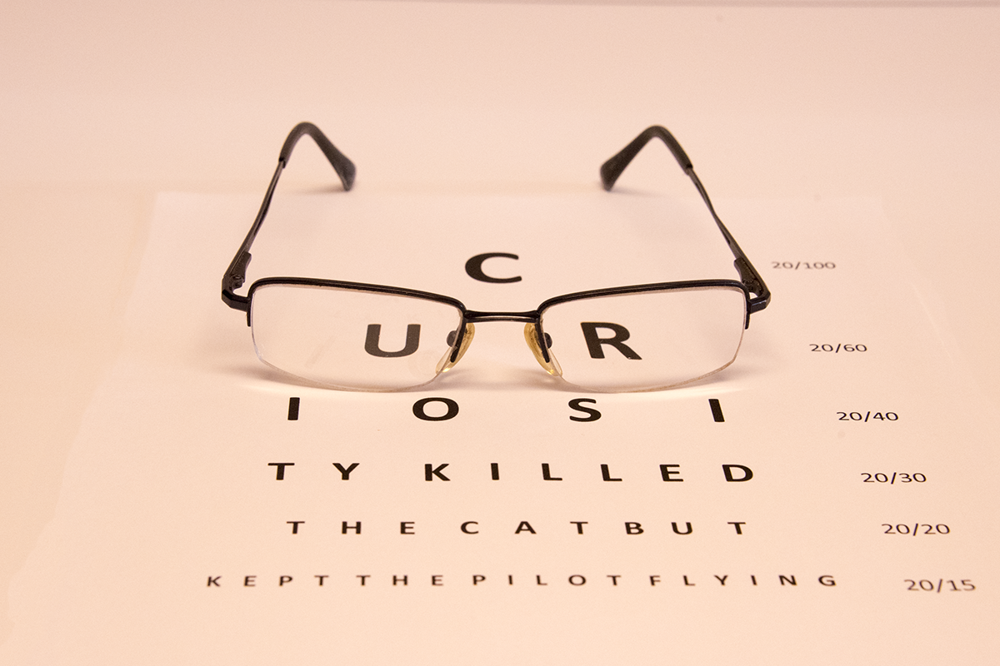 C 20/100
U R 20/60
I O S I 20/40
T Y K I L L E D 20/30
T H E C A T B U T 20/20
K E P T T H E P I L O T F L Y I N G 20/15